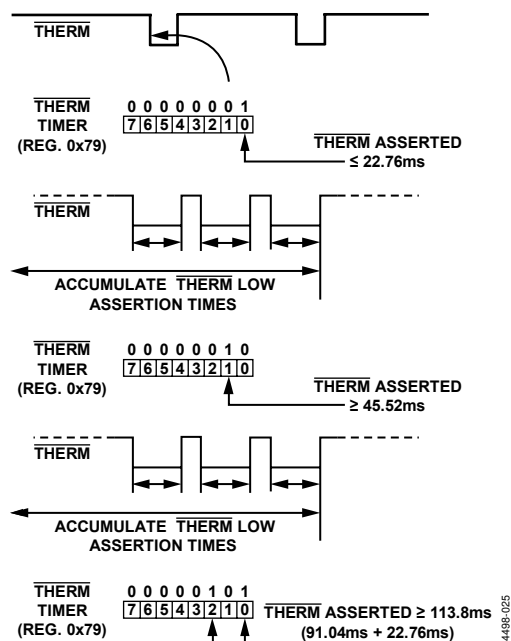 THERM
THERM 0 0 0 0 0 0 0 1
TIMER 7 6 5 4 3 2 1 0
(REG. 0x79)
THERM ASSERTED
≤ 22.76ms
THERM
ACCUMULATE THERM LOW
ASSERTION TIMES
THERM 0 0 0 0 0 0 1 0
TIMER 7 6 5 4 3 2 1 0
(REG. 0x79)
THERM ASSERTED
≥ 45.52ms
THERM
ACCUMULATE THERM LOW
ASSERTION TIMES
THERM 0 0 0 0 0 1 0 1
TIMER 7 6 5 4 3 2 1 0 THERM ASSERTED ≥ 113.8ms
(REG. 0x79) (91.04ms + 22.76ms)
4498-025